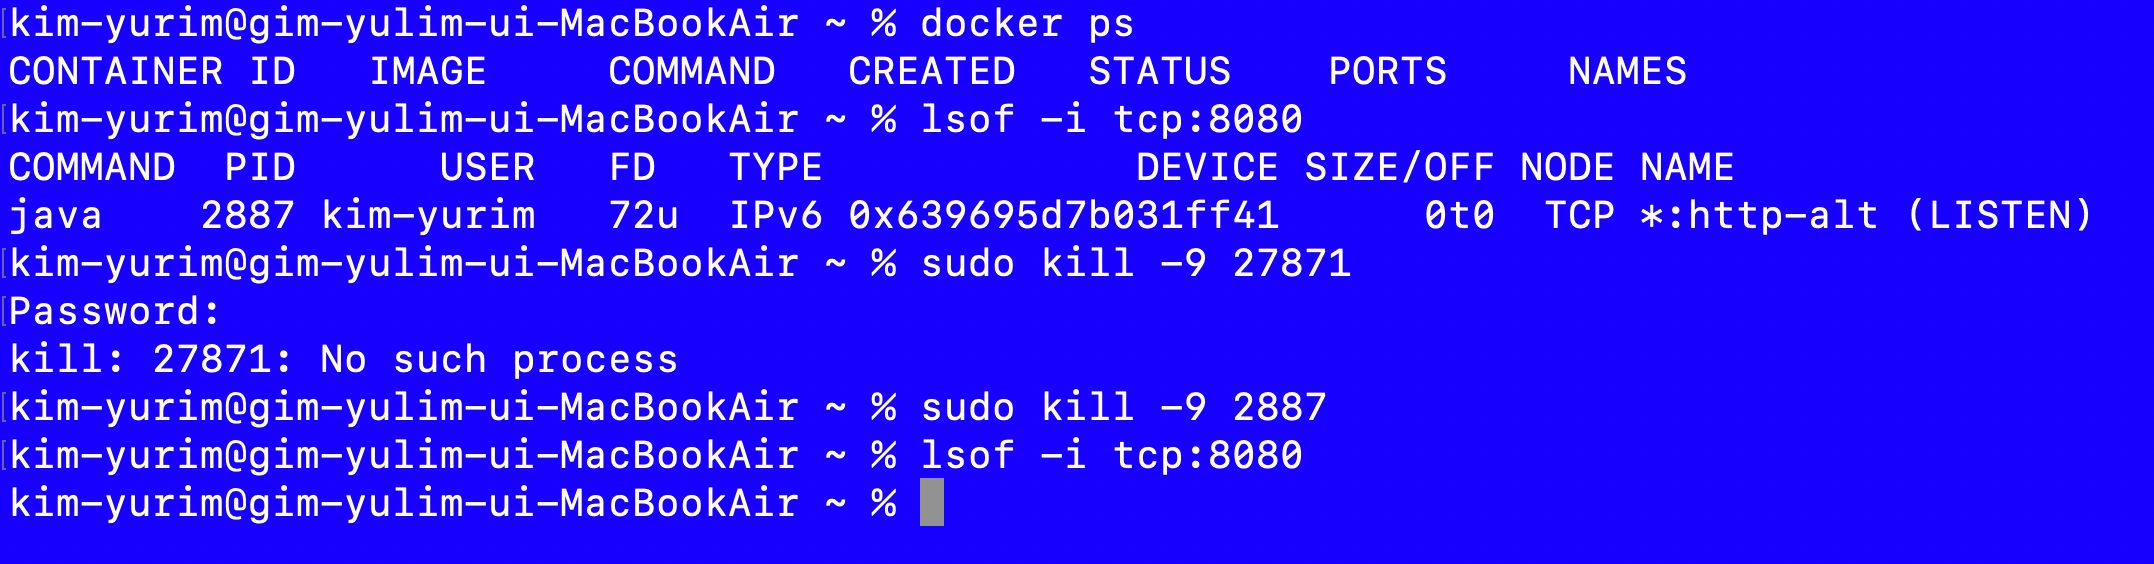 kim-yurim@gim-yulim-ui-MacBookAir ~ % docker ps
CONTAINER ID   IMAGE     COMMAND   CREATED   STATUS    PORTS     NAMES
kim-yurim@gim-yulim-ui-MacBookAir ~ % lsof -i tcp:8080
COMMAND  PID      USER   FD   TYPE             DEVICE SIZE/OFF NODE NAME
java    2887 kim-yurim   72u  IPv6 0x639695d7b031ff41      0t0  TCP *:http-alt (LISTEN)
kim-yurim@gim-yulim-ui-MacBookAir ~ % sudo kill -9 27871
Password:
kill: 27871: No such process
kim-yurim@gim-yulim-ui-MacBookAir ~ % sudo kill -9 2887
kim-yurim@gim-yulim-ui-MacBookAir ~ % lsof -i tcp:8080
kim-yurim@gim-yulim-ui-MacBookAir ~ %